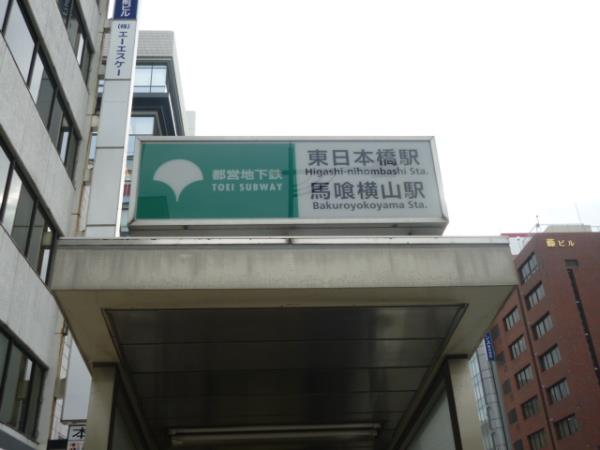 (株)エーエスケー
都営地下鉄
TOEI SUBWAY
東日本橋駅
Higashi-nihombashi Sta.
馬喰横山駅
Bakuroyokoyama Sta.
ビル
本